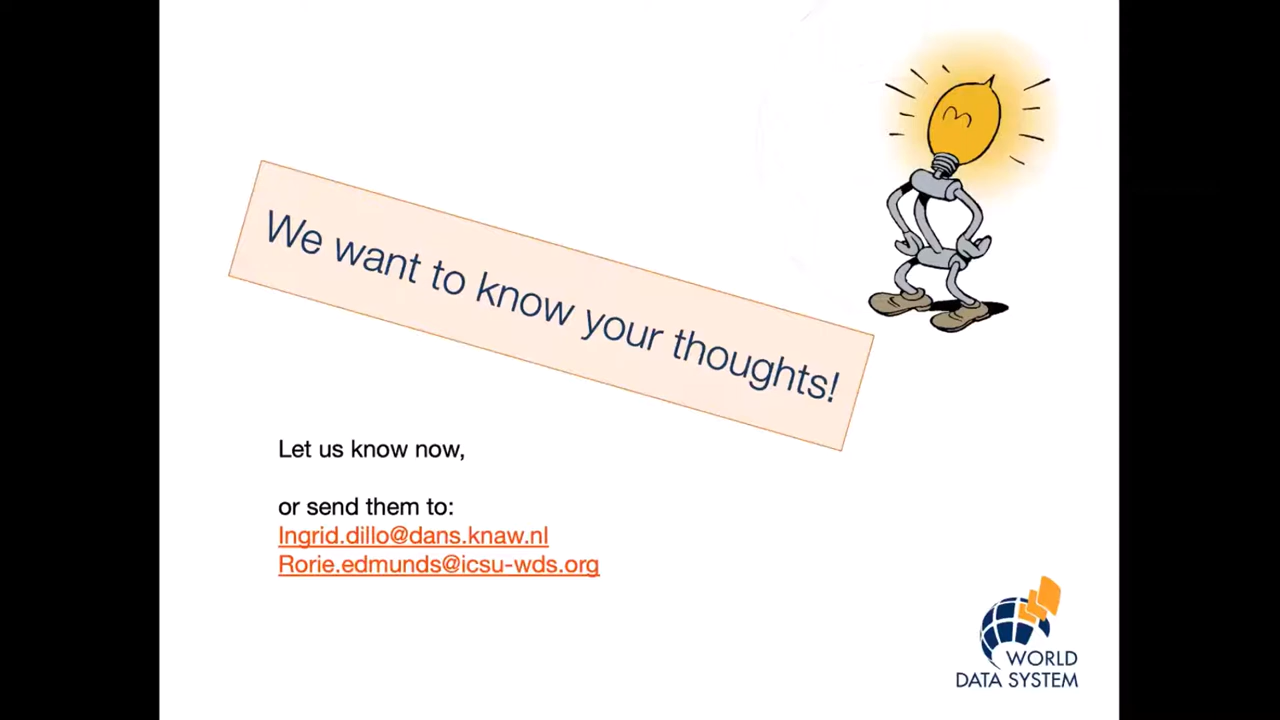 We want to know your thoughts!
Let us know now,
or send them to:
Ingrid.dillo@dans.knaw.nl
Rorie.edmunds@icsu-wds.org
WORLD
DATA SYSTEM